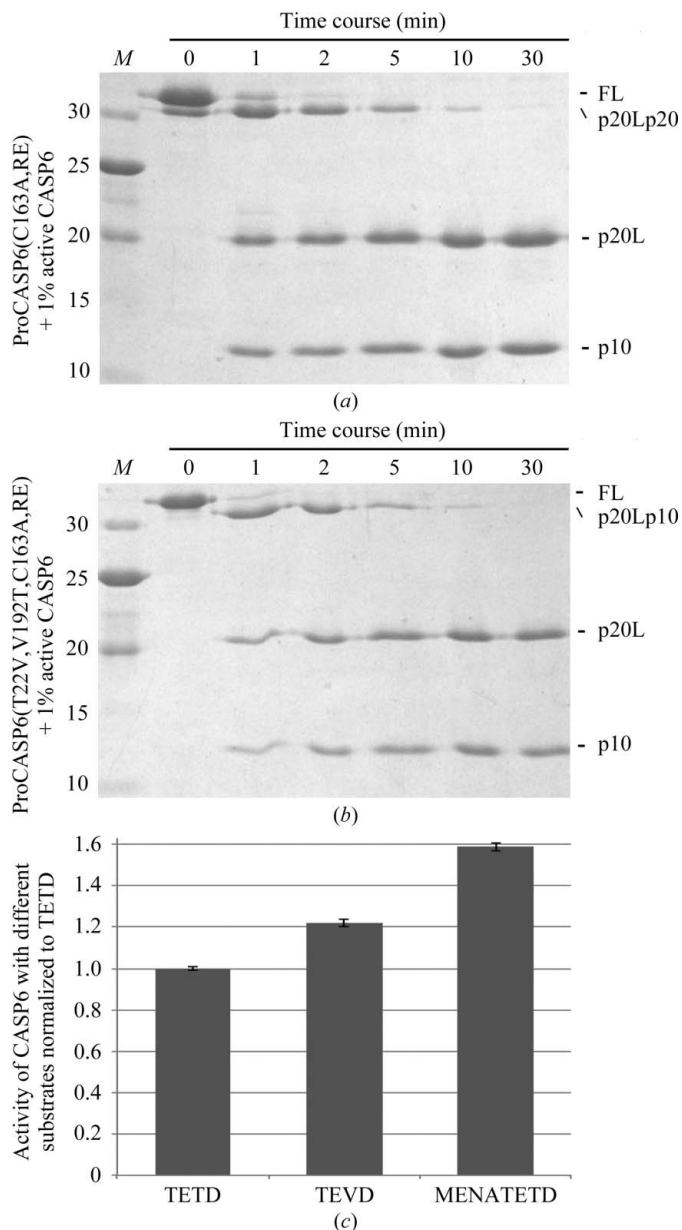 Time course (min)
M 0 1 2 5 10 30
ProCASP6(C163A,RE)
+ 1% active CASP6
30
25
20
15
10
- FL
\ p20Lp20
- p20L
- p10
(a)
Time course (min)
M 0 1 2 5 10 30
ProCASP6(T22V,V192T,C163A,RE)
+ 1% active CASP6
30
25
20
15
10
- FL
\ p20Lp10
- p20L
- p10
(b)
Activity of CASP6 with different
substrates normalized to TETD
1.6
1.4
1.2
1.0
0.8
0.6
0.4
0.2
0
TETD TEVD MENATETD
(c)